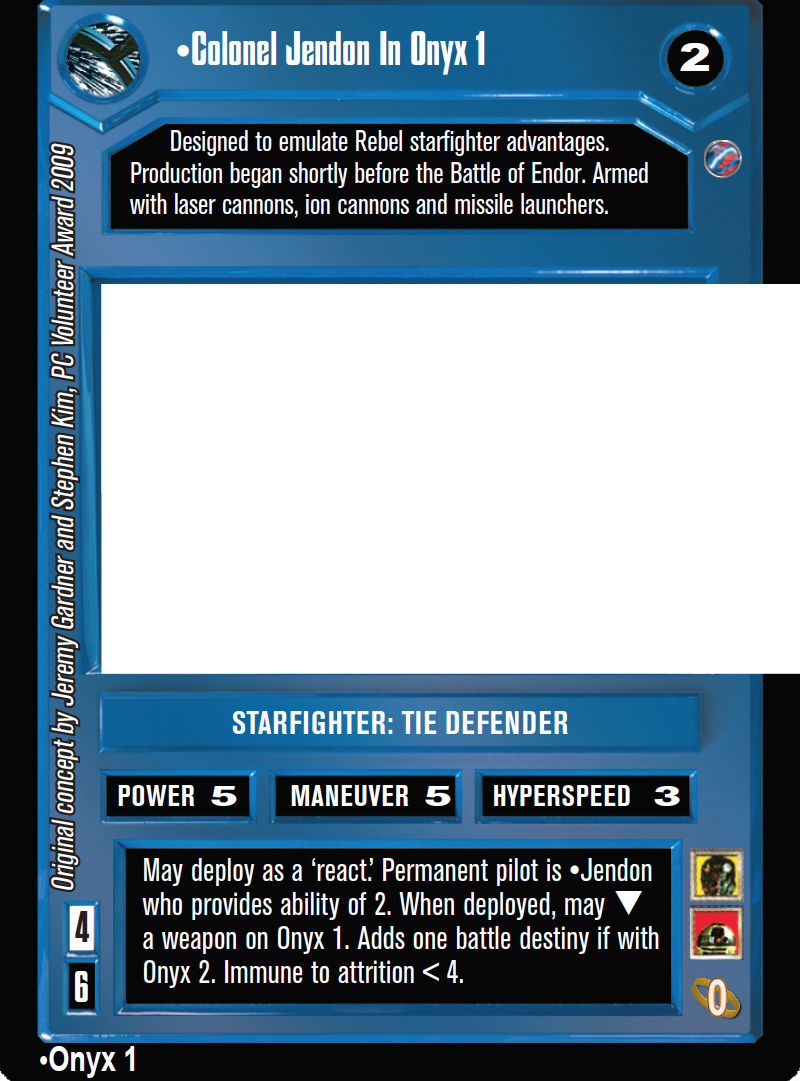 •Colonel Jendon In Onyx 1
2
Designed to emulate Rebel starfighter advantages.
Production began shortly before the Battle of Endor. Armed
with laser cannons, ion cannons and missile launchers.
Original concept by Jeremy Gardner and Stephen Kim, PC Volunteer Award 2009
STARFIGHTER: TIE DEFENDER
POWER 5
MANEUVER 5
HYPERSPEED 3
May deploy as a ‘react.’ Permanent pilot is •Jendon
who provides ability of 2. When deployed, may ▼
a weapon on Onyx 1. Adds one battle destiny if with
Onyx 2. Immune to attrition < 4.
4
6
0
•Onyx 1